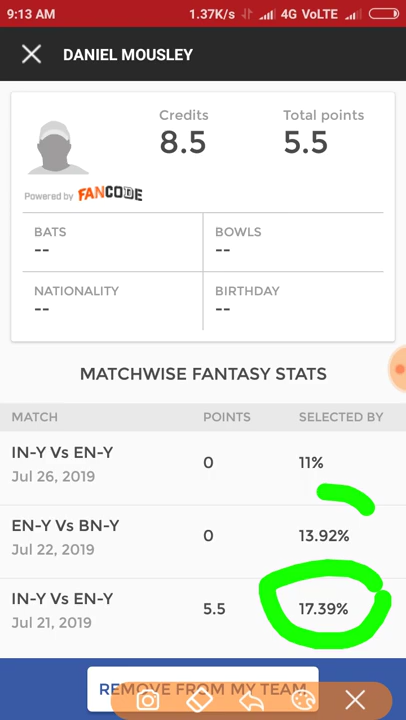 9:13 AM 1.37K/s 4G VoLTE
DANIEL MOUSLEY
Credits Total points
8.5 5.5
Powered by FANCODE
BATS BOWLS
-- --
NATIONALITY BIRTHDAY
-- --
MATCHWISE FANTASY STATS
MATCH POINTS SELECTED BY
IN-Y Vs EN-Y
Jul 26, 2019
0 11%
EN-Y Vs BN-Y
Jul 22, 2019
0 13.92%
IN-Y Vs EN-Y
Jul 21, 2019
5.5 17.39%
REMOVE FROM MY TEAM